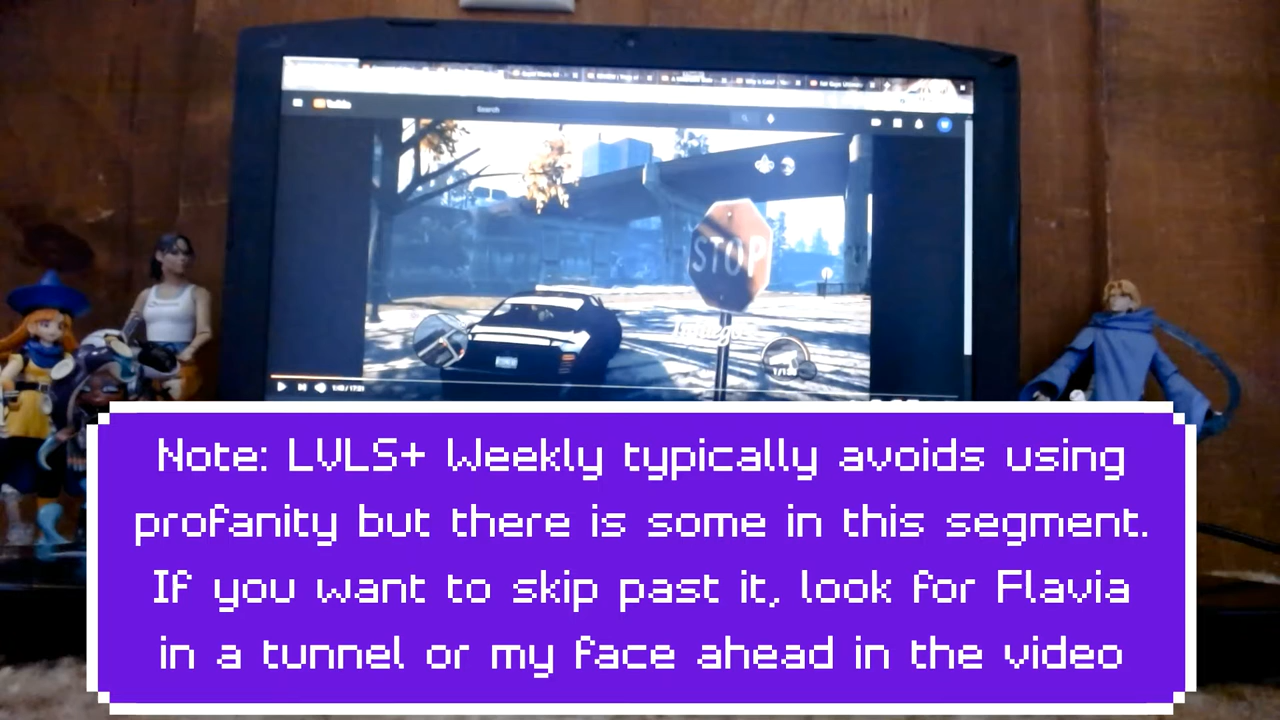 Search
STOP
Note: LVLS+ Weekly typically avoids using
profanity but there is some in this segment.
If you want to skip past it, look for Flavia
in a tunnel or my face ahead in the video